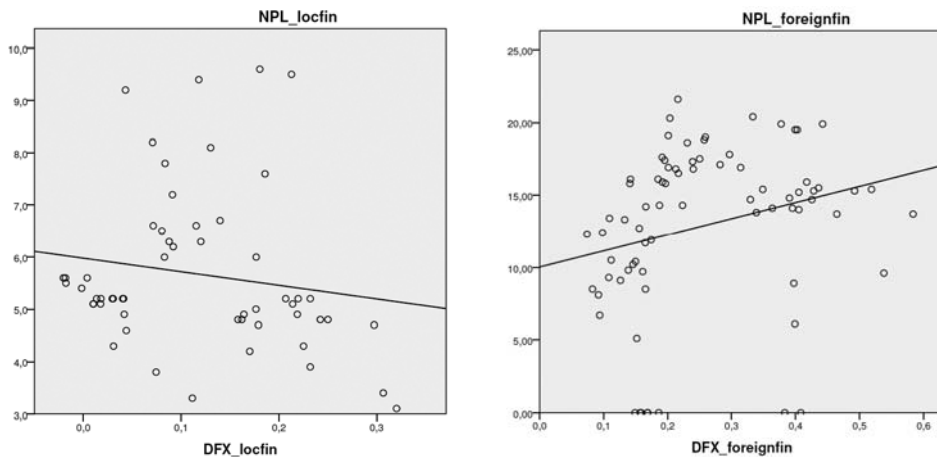 NPL_locfin
10,0
9,0
8,0
7,0
6,0
5,0
4,0
3,0
0,0 0,1 0,2 0,3
DFX_locfin
NPL_foreignfin
25,00
20,00
15,00
10,00
5,00
0,00
0,0 0,1 0,2 0,3 0,4 0,5 0,6
DFX_foreignfin